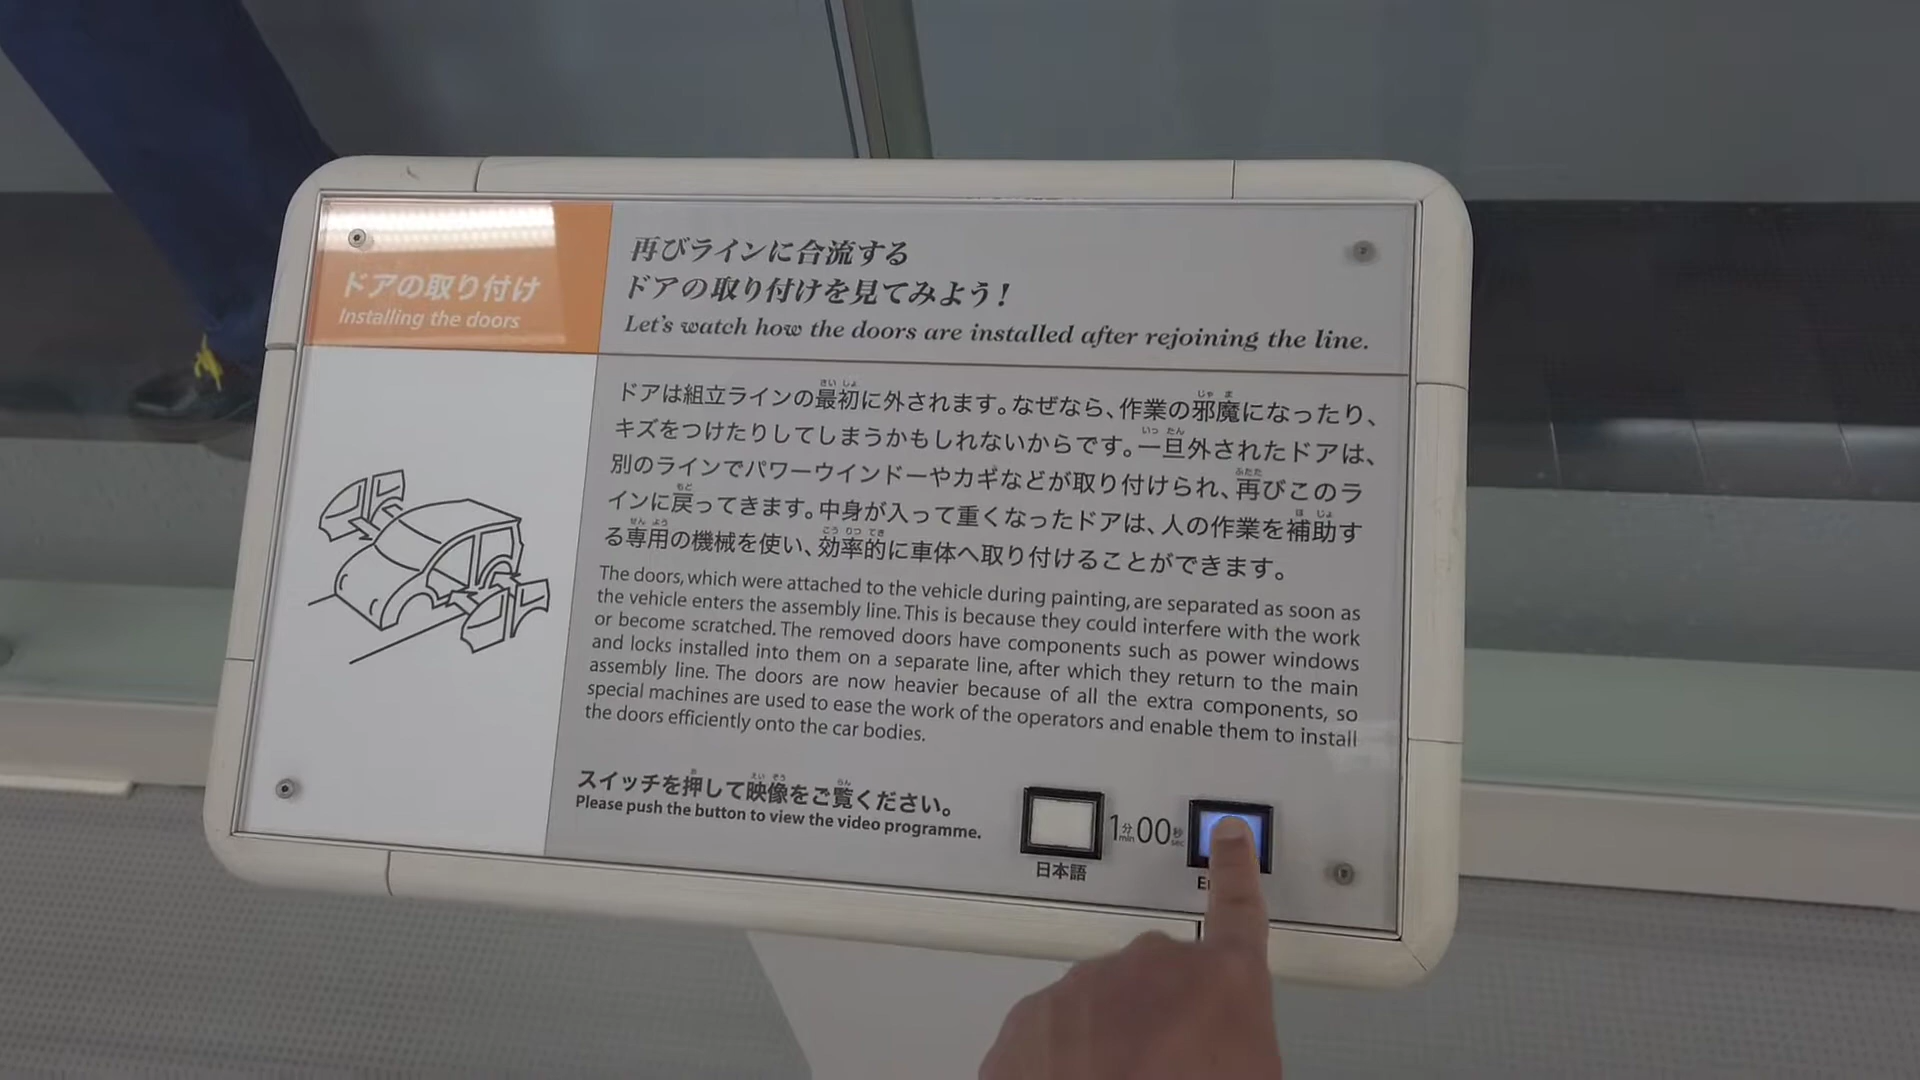 ドアの取り付け
Installing the doors
再びラインに合流する
ドアの取り付けを見てみよう！
Let's watch how the doors are installed after rejoining the line.
ドアは組立ラインの最初に外されます。なぜなら、作業の邪魔になったり、
キズをつけたりしてしまうかもしれないからです。一旦外されたドアは、
別のラインでパワーウインドーやカギなどが取り付けられ、再びこのラ
インに戻ってきます。中身が入って重くなったドアは、人の作業を補助す
る専用の機械を使い、効率的に車体へ取り付けることができます。
The doors, which were attached to the vehicle during painting, are separated as soon as
the vehicle enters the assembly line. This is because they could interfere with the work
or become scratched. The removed doors have components such as power windows
and locks installed into them on a separate line, after which they return to the main
assembly line. The doors are now heavier because of all the extra components, so
special machines are used to ease the work of the operators and enable them to install
the doors efficiently onto the car bodies.
スイッチを押して映像をご覧ください。
Please push the button to view the video programme.
1分00秒
min sec
日本語